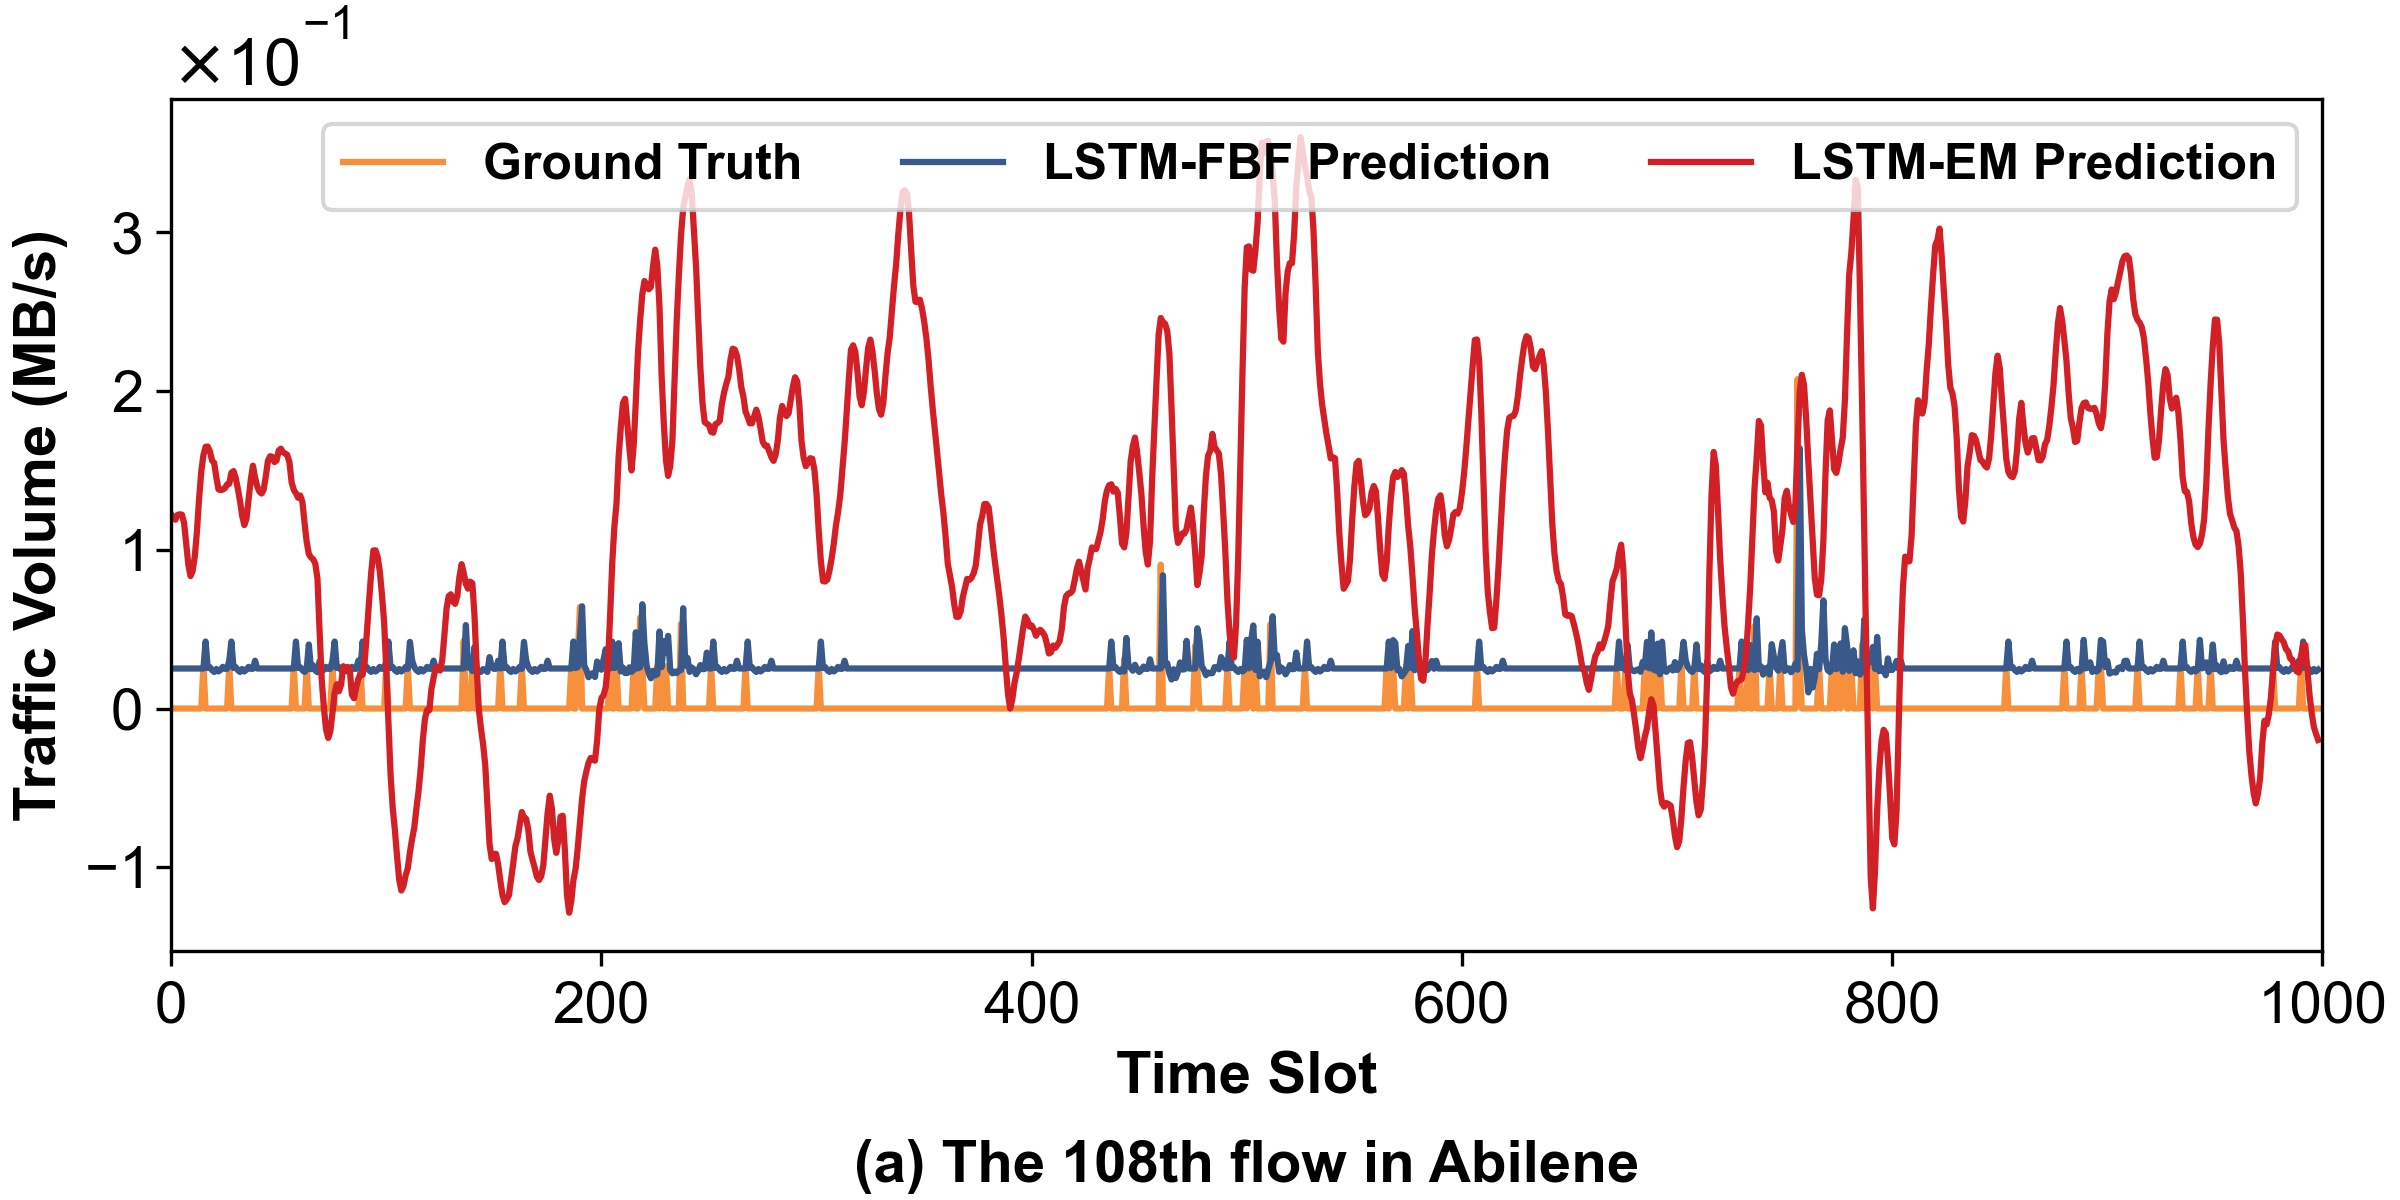 ×10⁻¹
Ground Truth LSTM-FBF Prediction LSTM-EM Prediction
3
2
1
0
−1
Traffic Volume (MB/s)
0 200 400 600 800 1000
Time Slot
(a) The 108th flow in Abilene